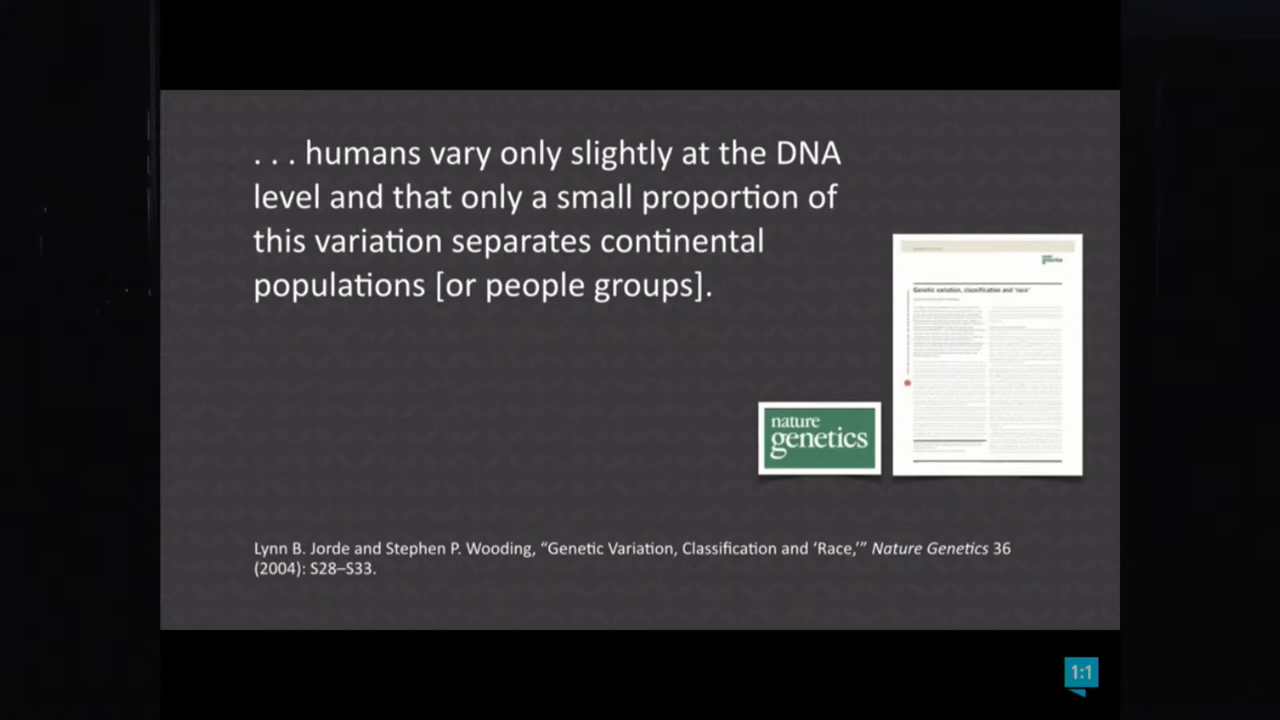 . . . humans vary only slightly at the DNA
level and that only a small proportion of
this variation separates continental
populations [or people groups].
Genetic variation, classification and 'race'
nature
genetics
Lynn B. Jorde and Stephen P. Wooding, “Genetic Variation, Classification and ‘Race,’” Nature Genetics 36
(2004): S28–S33.
1:1